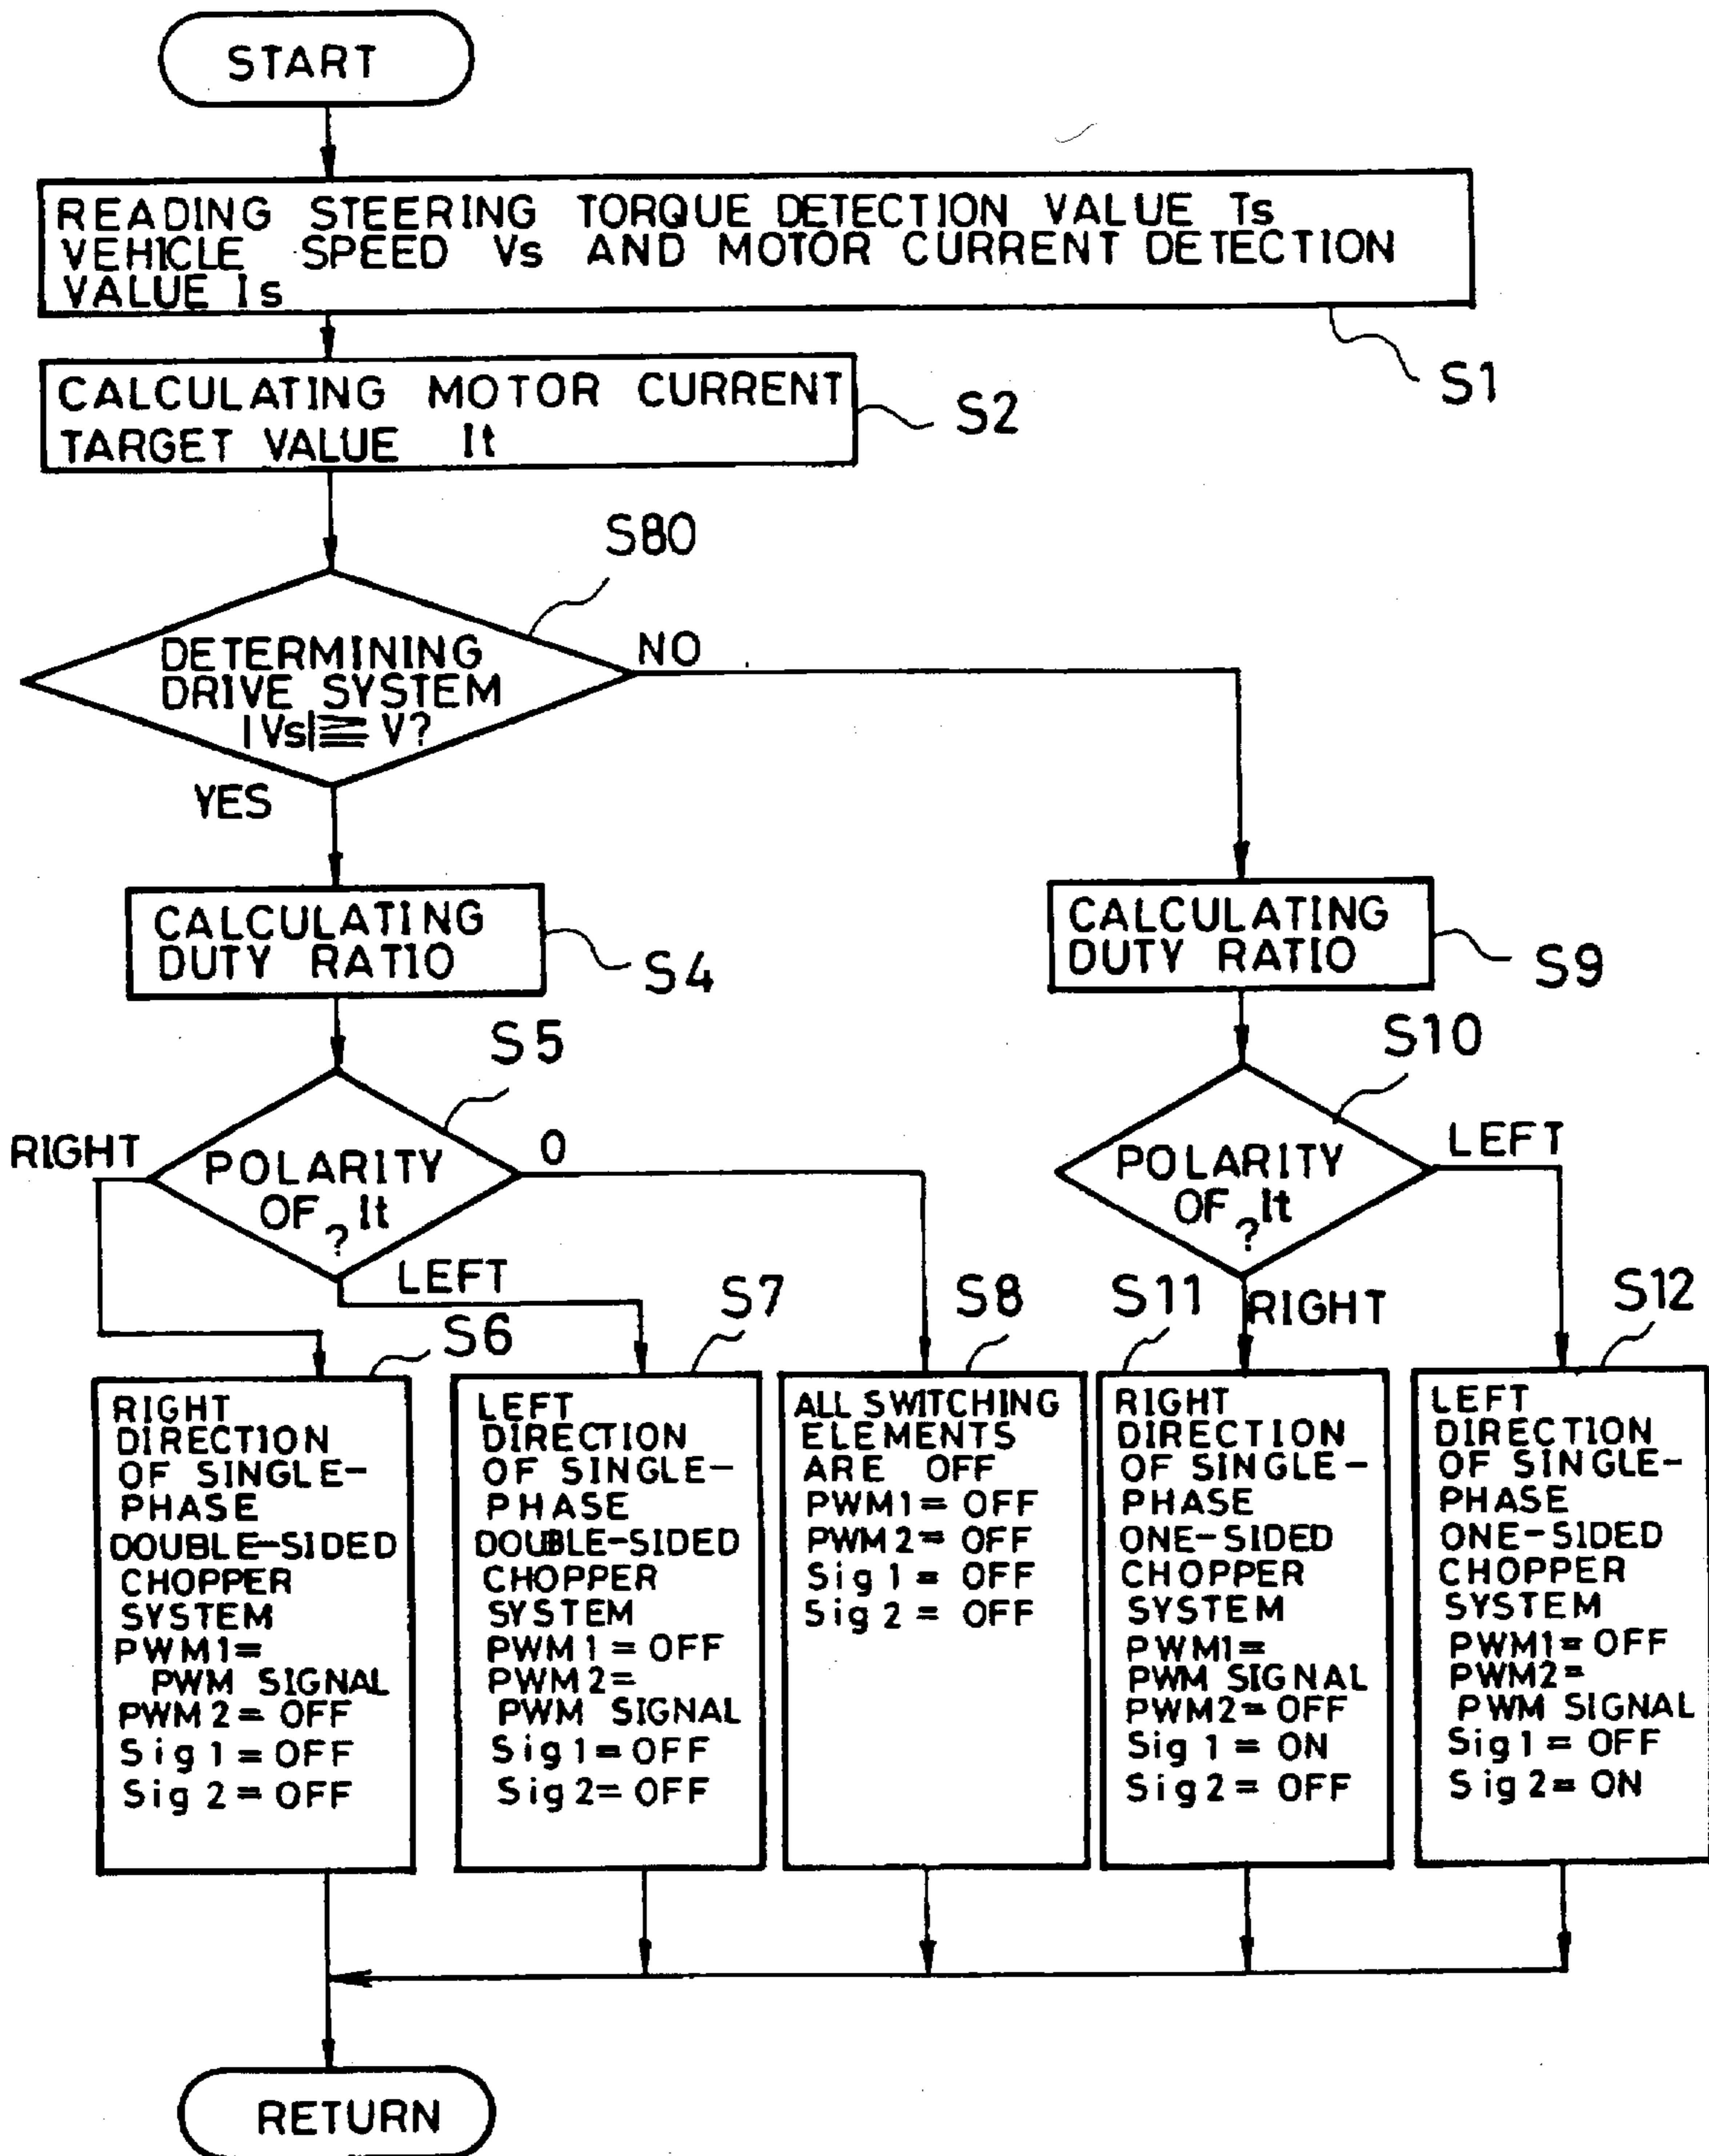 START
READING STEERING TORQUE DETECTION VALUE Ts
VEHICLE SPEED Vs AND MOTOR CURRENT DETECTION
VALUE Is
S1
CALCULATING MOTOR CURRENT
TARGET VALUE It
S2
S80
DETERMINING
DRIVE SYSTEM
|Vs|≧V?
NO
YES
CALCULATING
DUTY RATIO
S4
CALCULATING
DUTY RATIO
S9
S5
POLARITY
OF It
?
RIGHT
0
LEFT
S10
POLARITY
OF It
?
LEFT
RIGHT
S6
RIGHT
DIRECTION
OF SINGLE-
PHASE
DOUBLE-SIDED
CHOPPER
SYSTEM
PWM1=
PWM SIGNAL
PWM2=OFF
Sig1=OFF
Sig2=OFF
S7
LEFT
DIRECTION
OF SINGLE-
PHASE
DOUBLE-SIDED
CHOPPER
SYSTEM
PWM1=OFF
PWM2=
PWM SIGNAL
Sig1=OFF
Sig2=OFF
S8
ALL SWITCHING
ELEMENTS
ARE OFF
PWM1=OFF
PWM2=OFF
Sig1=OFF
Sig2=OFF
S11
RIGHT
DIRECTION
OF SINGLE-
PHASE
ONE-SIDED
CHOPPER
SYSTEM
PWM1=
PWM SIGNAL
PWM2=OFF
Sig1=ON
Sig2=OFF
S12
LEFT
DIRECTION
OF SINGLE-
PHASE
ONE-SIDED
CHOPPER
SYSTEM
PWM1=OFF
PWM2=
PWM SIGNAL
Sig1=OFF
Sig2=ON
RETURN